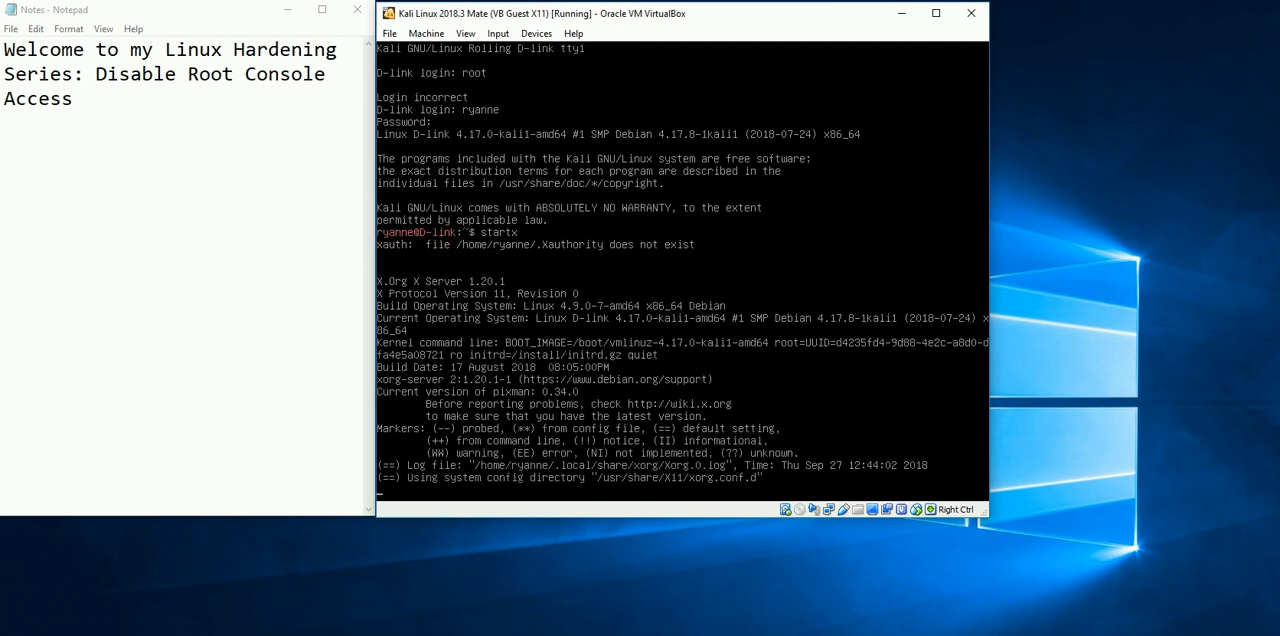 Notes - Notepad
File Edit Format View Help
Welcome to my Linux Hardening
Series: Disable Root Console
Access
Kali Linux 2018.3 Mate (VB Guest X11) [Running] - Oracle VM VirtualBox
File Machine View Input Devices Help
Kali GNU/Linux Rolling D-link tty1
D-link login: root
Login incorrect
D-link login: ryanne
Password:
Linux D-link 4.17.0-kali1-amd64 #1 SMP Debian 4.17.8-1kali1 (2018-07-24) x86_64
The programs included with the Kali GNU/Linux system are free software;
the exact distribution terms for each program are described in the
individual files in /usr/share/doc/*/copyright.
Kali GNU/Linux comes with ABSOLUTELY NO WARRANTY, to the extent
permitted by applicable law.
ryanne@D-link:~$ startx
xauth:  file /home/ryanne/.Xauthority does not exist
X.Org X Server 1.20.1
X Protocol Version 11, Revision 0
Build Operating System: Linux 4.9.0-7-amd64 x86_64 Debian
Current Operating System: Linux D-link 4.17.0-kali1-amd64 #1 SMP Debian 4.17.8-1kali1 (2018-07-24) x
86_64
Kernel command line: BOOT_IMAGE=/boot/vmlinuz-4.17.0-kali1-amd64 root=UUID=d4235fd4-9d88-4e2c-a8d0-d
fa4e5a08721 ro initrd=/install/initrd.gz quiet
Build Date: 17 August 2018  08:05:00PM
xorg-server 2:1.20.1-1 (https://www.debian.org/support)
Current version of pixman: 0.34.0
Before reporting problems, check http://wiki.x.org
to make sure that you have the latest version.
Markers: (--) probed, (**) from config file, (==) default setting,
(++) from command line, (!!) notice, (II) informational,
(WW) warning, (EE) error, (NI) not implemented, (??) unknown.
(==) Log file: "/home/ryanne/.local/share/xorg/Xorg.0.log", Time: Thu Sep 27 12:44:02 2018
(==) Using system config directory "/usr/share/X11/xorg.conf.d"
Right Ctrl